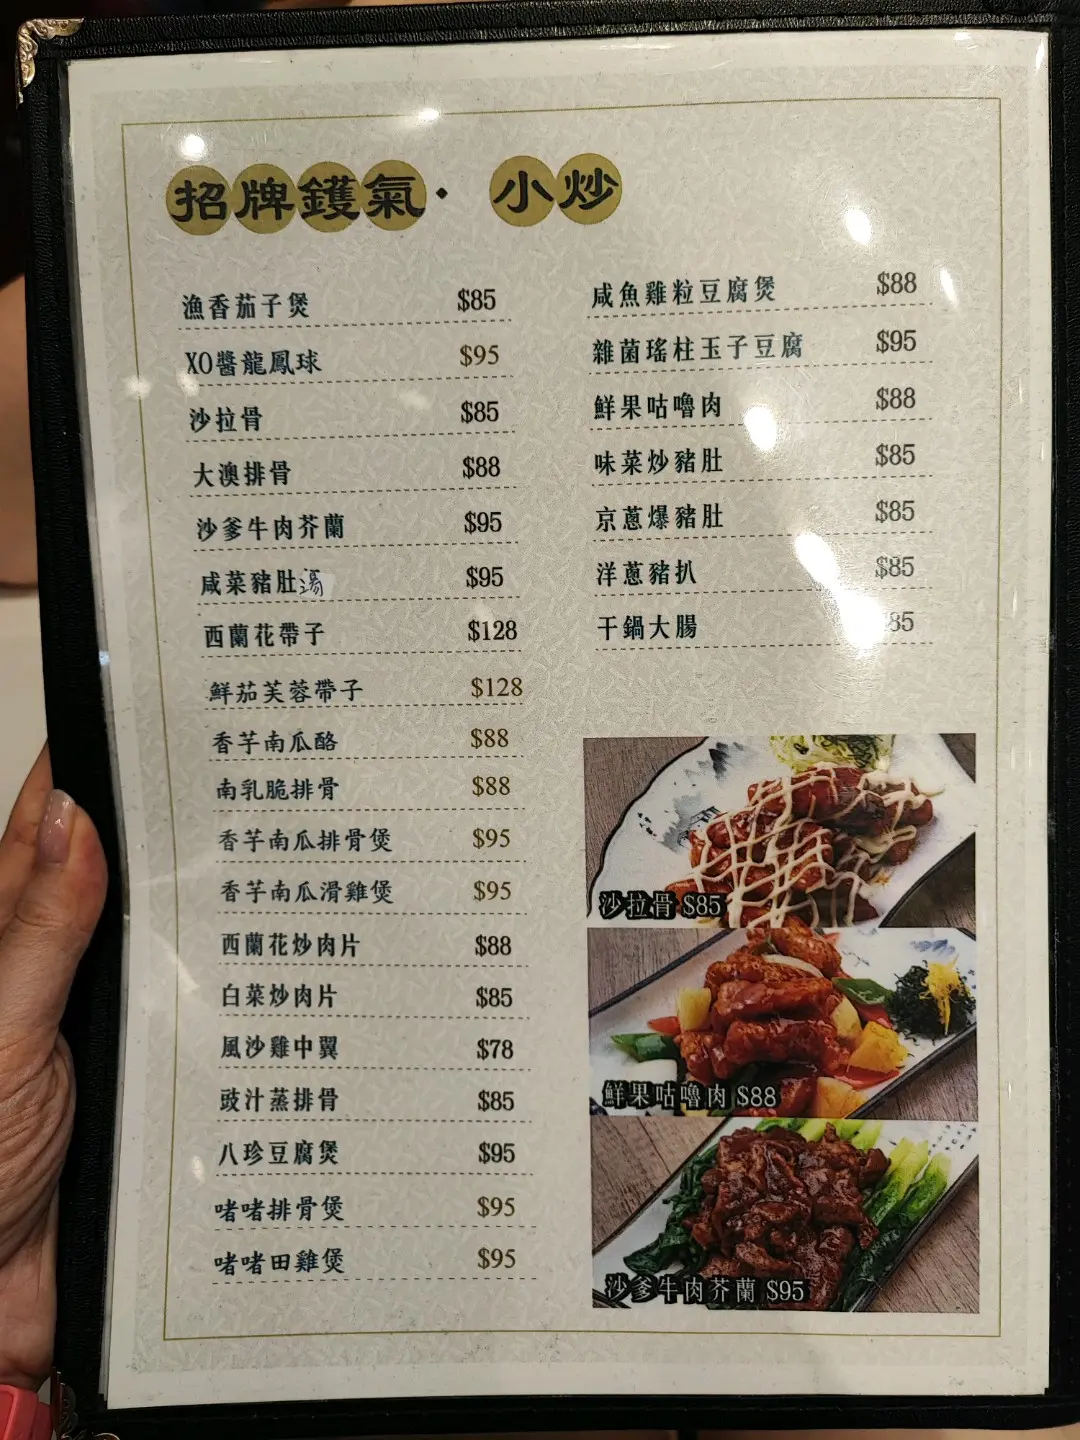 招牌鑊氣·小炒
漁香茄子煲 $85
XO醬龍鳳球 $95
沙拉骨 $85
大澳排骨 $88
沙爹牛肉芥蘭 $95
咸菜豬肚湯 $95
西蘭花帶子 $128
鮮茄芙蓉帶子 $128
香芋南瓜酪 $88
南乳脆排骨 $88
香芋南瓜排骨煲 $95
香芋南瓜滑雞煲 $95
西蘭花炒肉片 $88
白菜炒肉片 $85
風沙雞中翼 $78
豉汁蒸排骨 $85
八珍豆腐煲 $95
啫啫排骨煲 $95
啫啫田雞煲 $95
咸魚雞粒豆腐煲 $88
雜菌瑤柱玉子豆腐 $95
鮮果咕嚕肉 $88
味菜炒豬肚 $85
京蔥爆豬肚 $85
洋蔥豬扒 $85
干鍋大腸 85
沙拉骨 $85
鮮果咕嚕肉 $88
沙爹牛肉芥蘭 $95